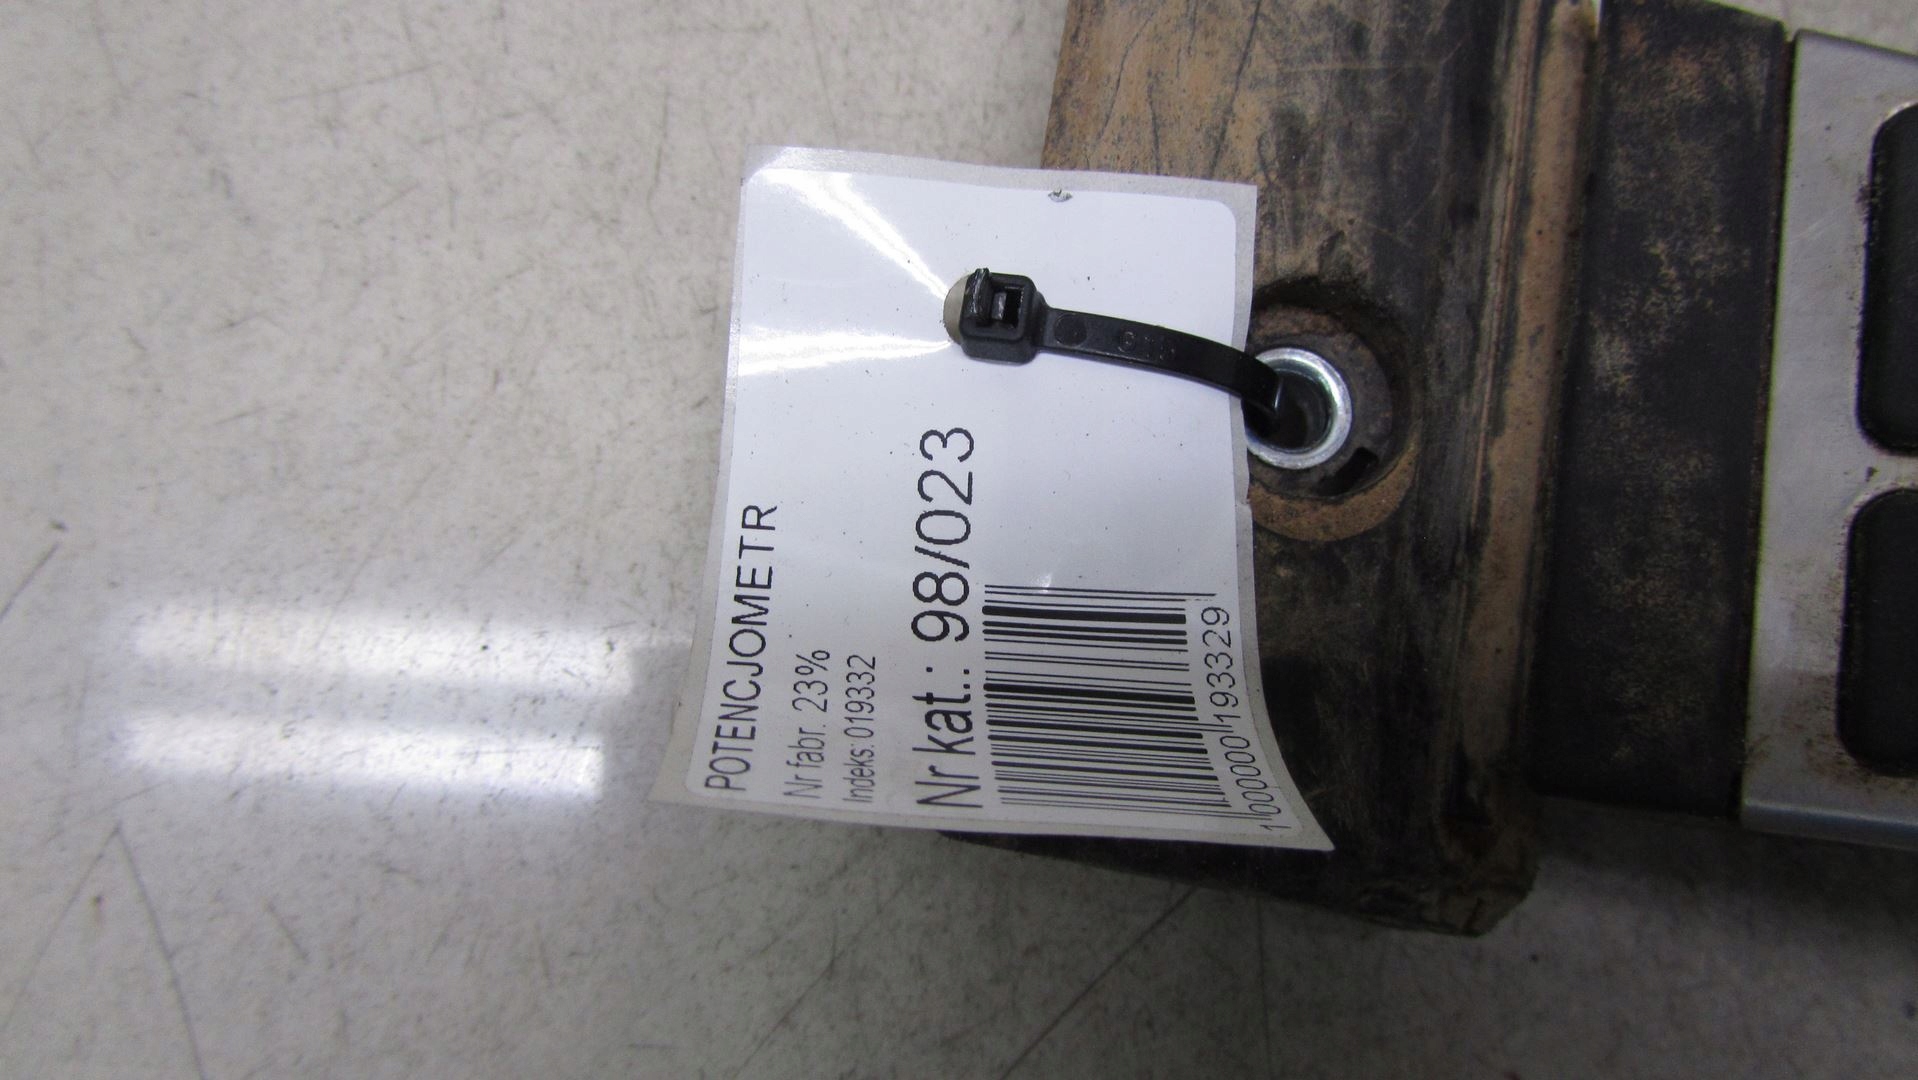 POTENCJOMETR
Nr fabr. 23%
Indeks: 019332
Nr kat.: 98/023
1000000193329